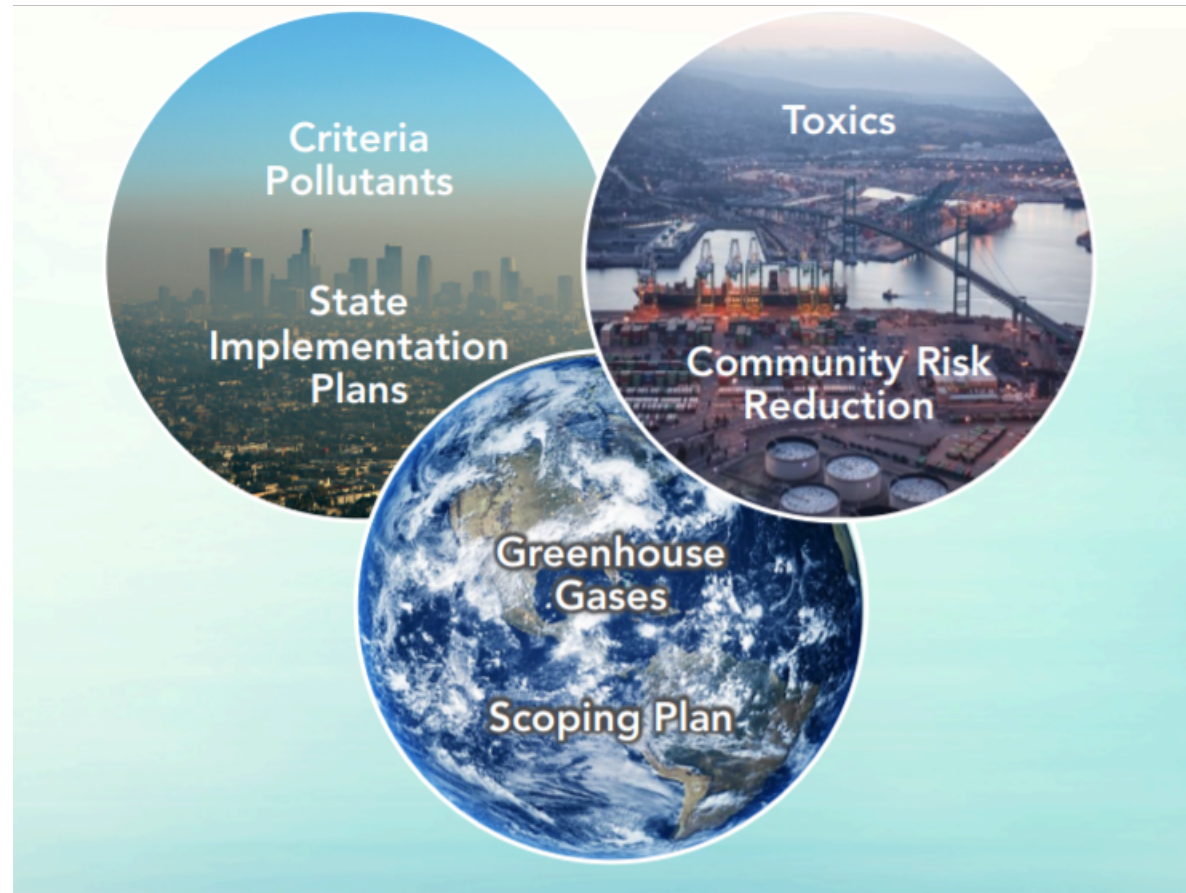 Criteria
Pollutants
State
Implementation
Plans
Toxics
Community Risk
Reduction
Greenhouse
Gases
Scoping Plan